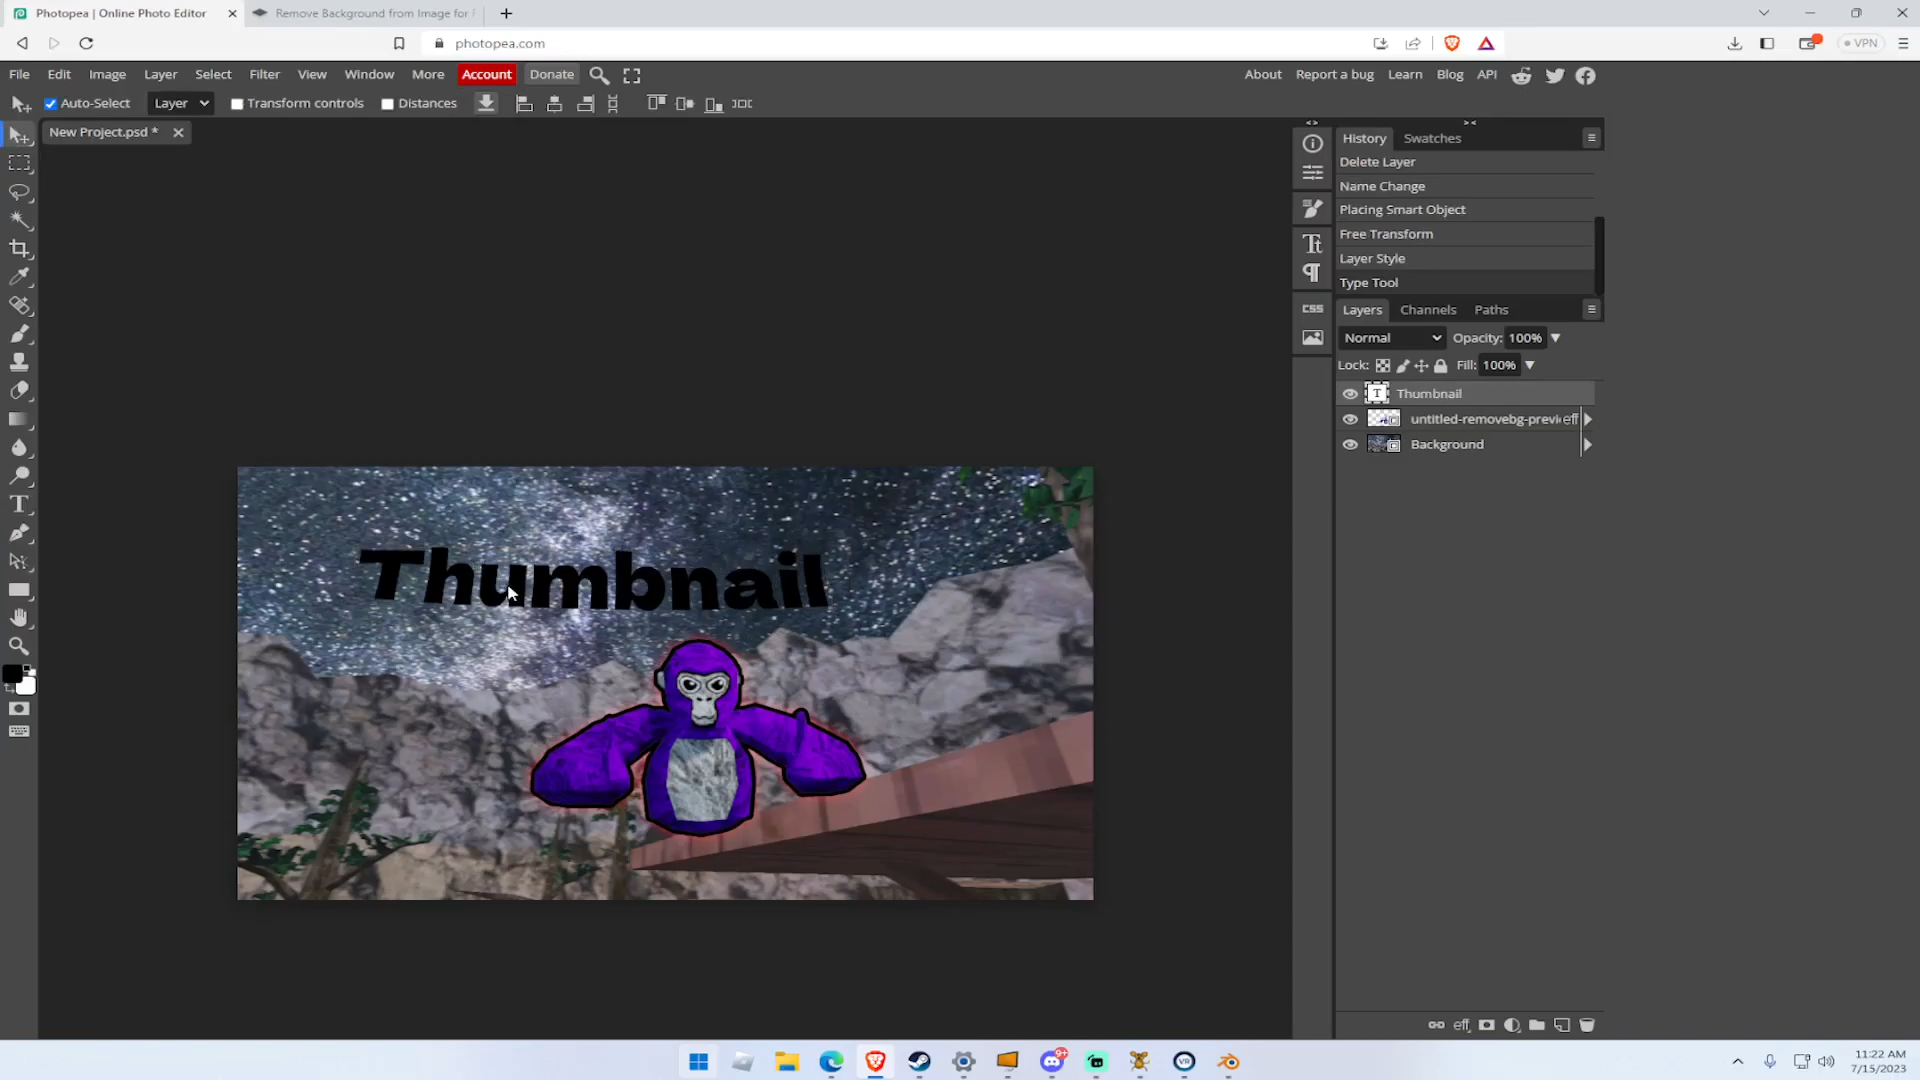 Photopea | Online Photo Editor
Remove Background from Image for F
photopea.com
VPN
File Edit Image Layer Select Filter View Window More Account Donate
About Report a bug Learn Blog API
Auto-Select Layer Transform controls Distances
New Project.psd *
History Swatches
Delete Layer
Name Change
Placing Smart Object
Free Transform
Layer Style
Type Tool
CSS
Layers Channels Paths
Normal Opacity: 100%
Lock: Fill: 100%
T Thumbnail
untitled-removebg-previ eff
Background
Thumbnail
eff
9+
VR
11:22 AM
7/15/2023